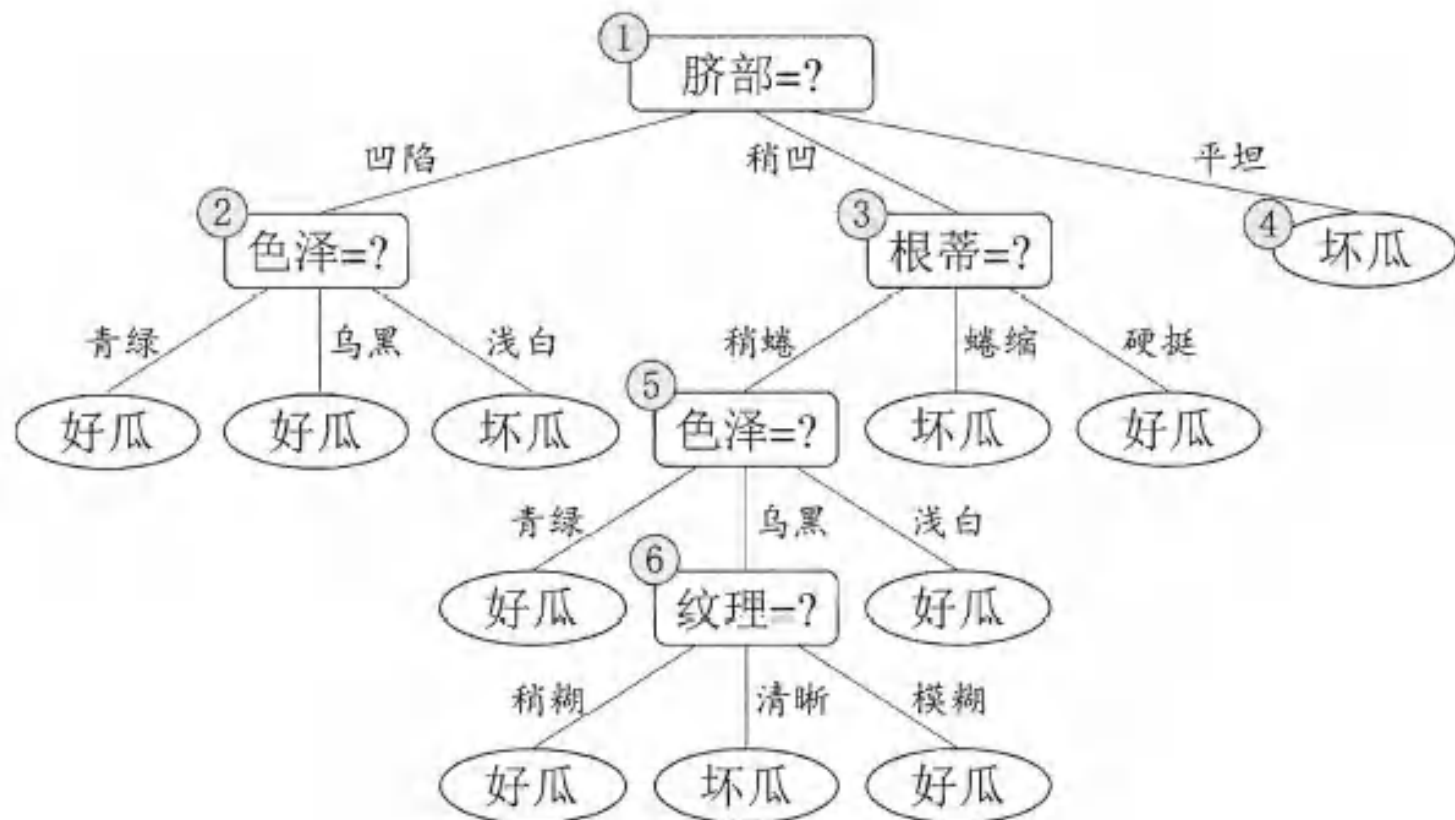 ① 脐部=?
凹陷 稍凹 平坦
② 色泽=? ③ 根蒂=? ④ 坏瓜
青绿 乌黑 浅白 稍蜷 蜷缩 硬挺
好瓜 好瓜 坏瓜 ⑤ 色泽=? 坏瓜 好瓜
青绿 乌黑 浅白
好瓜 ⑥ 纹理=? 好瓜
稍糊 清晰 模糊
好瓜 坏瓜 好瓜